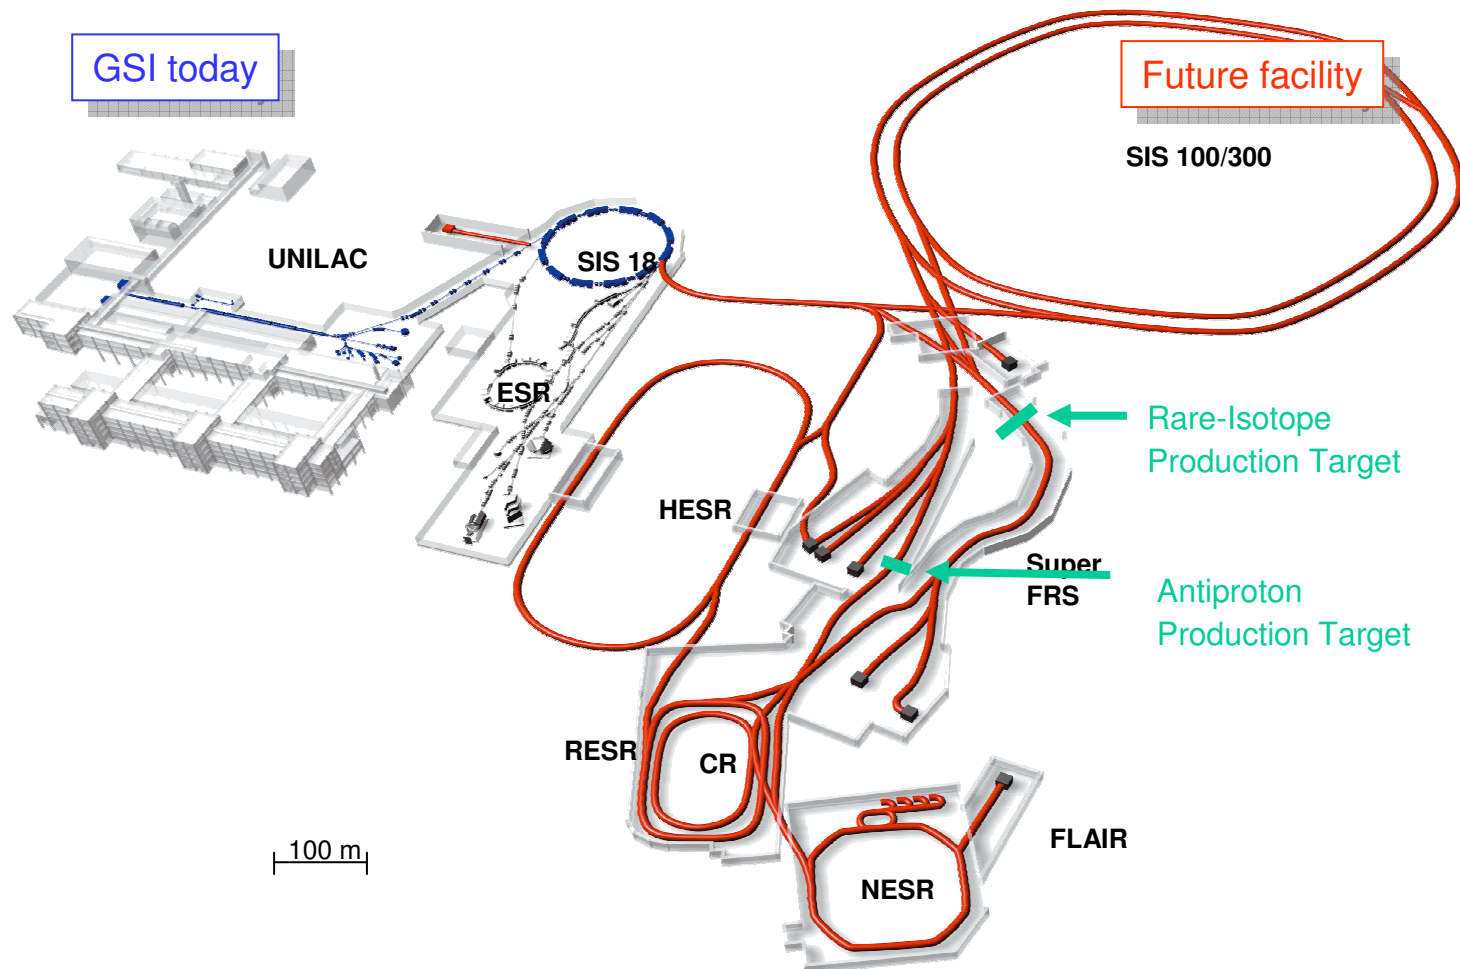 GSI today
Future facility
SIS 100/300
UNILAC
SIS 18
ESR
Rare-Isotope
Production Target
HESR
Super
FRS
Antiproton
Production Target
RESR
CR
100 m
FLAIR
NESR